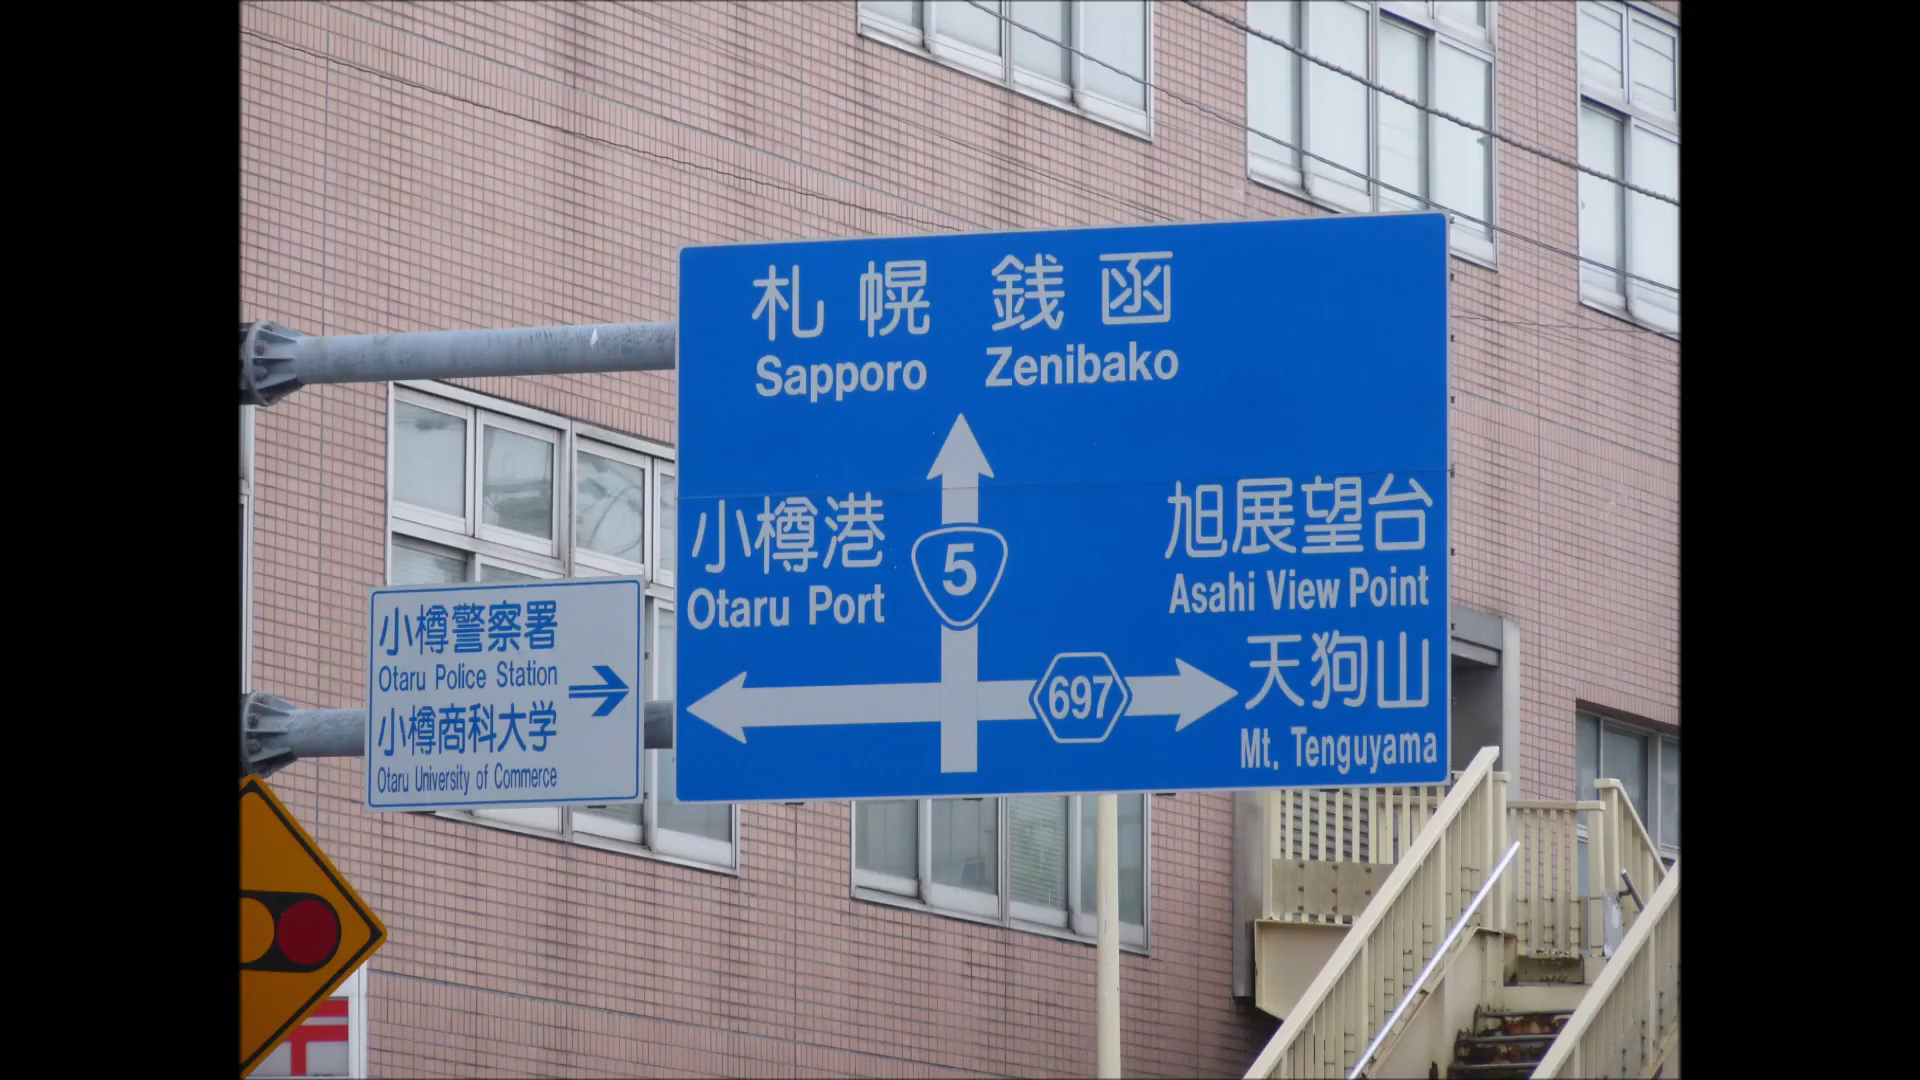 札幌 銭函
Sapporo Zenibako
小樽港
Otaru Port
5
旭展望台
Asahi View Point
697
天狗山
Mt. Tenguyama
小樽警察署
Otaru Police Station
小樽商科大学
Otaru University of Commerce